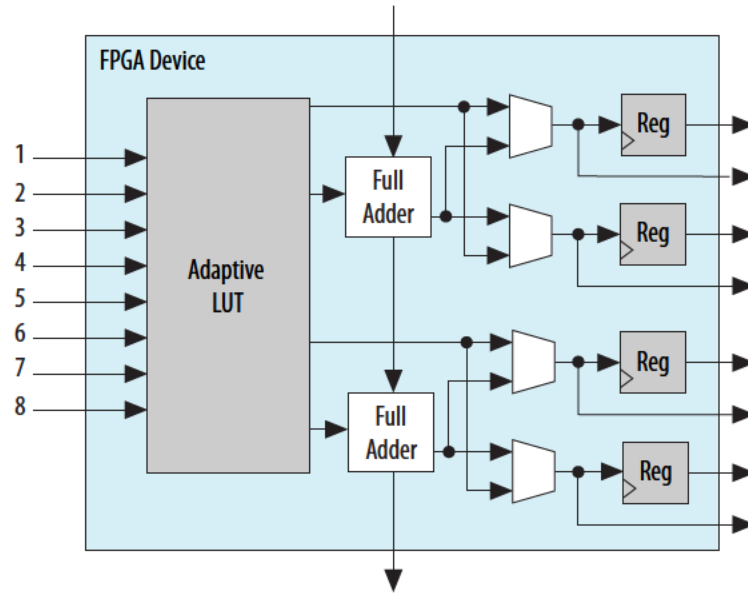 FPGA Device
1
2
3
4
5
6
7
8
Adaptive
LUT
Full
Adder
Full
Adder
Reg
Reg
Reg
Reg